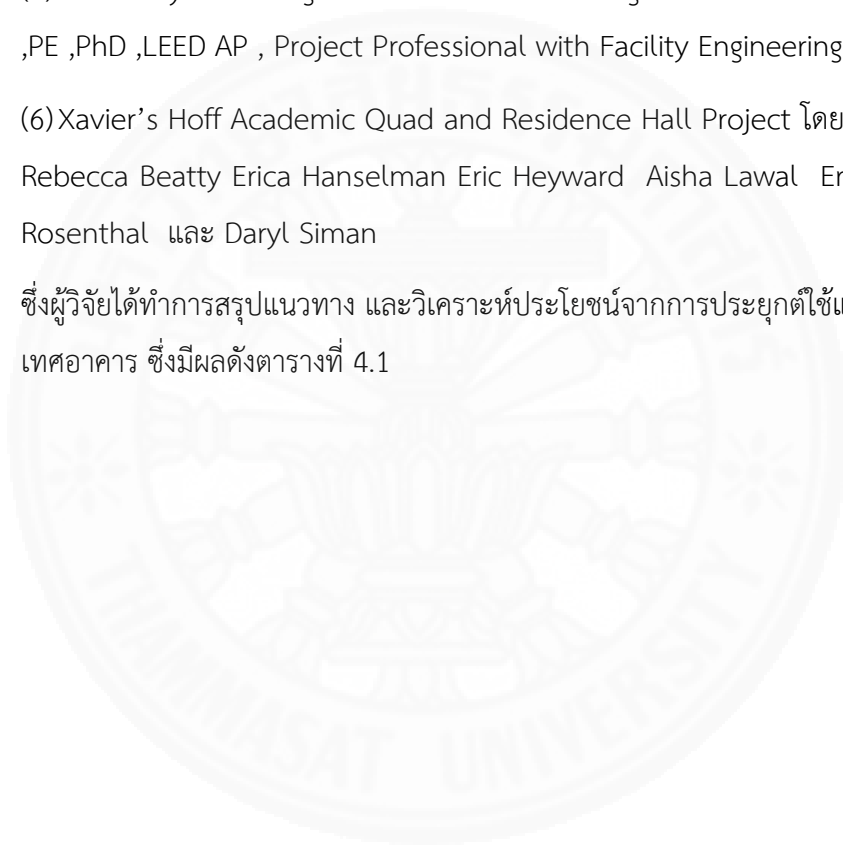 ,PE ,PhD ,LEED AP , Project Professional with Facility Engineering
(6)Xavier's Hoff Academic Quad and Residence Hall Project โดย
Rebecca Beatty Erica Hanselman Eric Heyward Aisha Lawal
Rosenthal และ Daryl Siman
ซึ่งผู้วิจัยได้ทำการสรุปแนวทาง และวิเคราะห์ประโยชน์จากการประยุกต์ใช้
เทศอาคาร ซึ่งมีผลดังตารางที่ 4.1
THAMMASAT UNIVERSITY